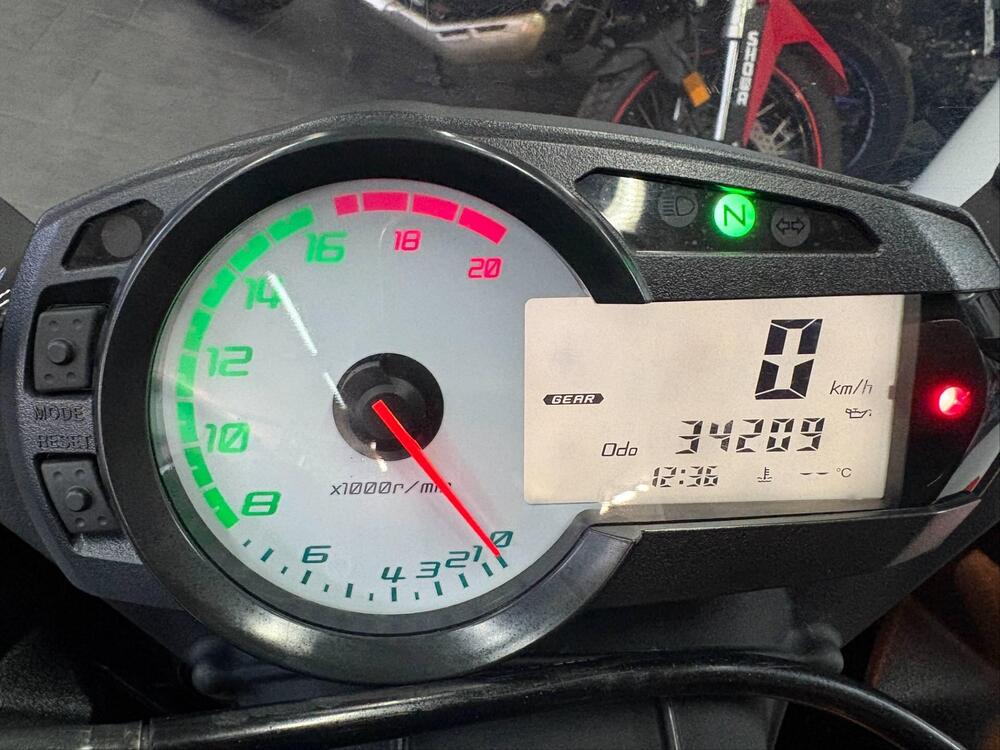 SHOWA
N
16
18
20
14
12
10
8
6
4
3
2
1
0
x1000r/min
MODE
RESET
0 km/h
GEAR
Odo 34209
12:36 -- °C